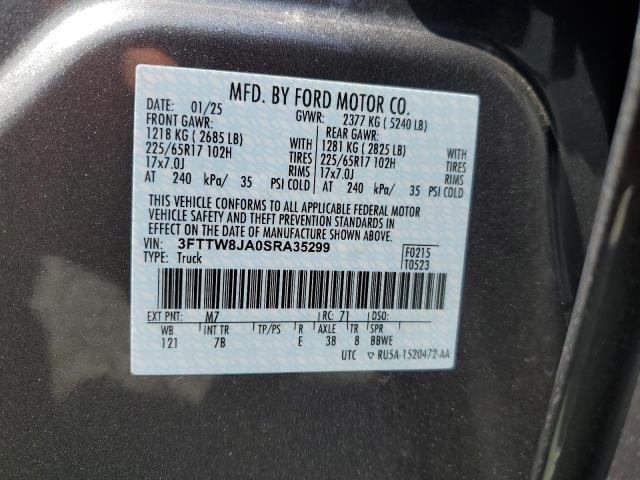 MFD. BY FORD MOTOR CO.
DATE: 01/25 GVWR: 2377 KG ( 5240 LB)
FRONT GAWR: REAR GAWR:
1218 KG ( 2685 LB) WITH 1281 KG ( 2825 LB) WITH
225/65R17 102H TIRES 225/65R17 102H TIRES
17x7.0J RIMS 17x7.0J RIMS
AT 240 kPa/ 35 PSI COLD AT 240 kPa/ 35 PSI COLD
THIS VEHICLE CONFORMS TO ALL APPLICABLE FEDERAL MOTOR
VEHICLE SAFETY AND THEFT PREVENTION STANDARDS IN EFFECT
ON THE DATE OF MANUFACTURE SHOWN ABOVE.
VIN: 3FTTW8JA0SRA35299 F0215
TYPE: Truck T0523
EXT PNT: M7 RC: 71 DSO:
WB INT TR TP/PS R AXLE TR SPR
121 7B E 38 8 BBWE
UTC ▽ RU5A-1520472-AA